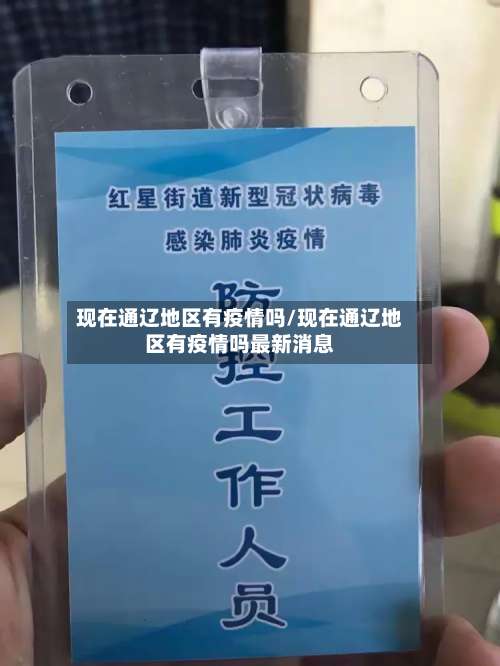 红星街道新型冠状病毒
感染肺炎疫情
防
现在通辽地区有疫情吗/现在通辽地
区有疫情吗最新消息
控
工
作
人
员